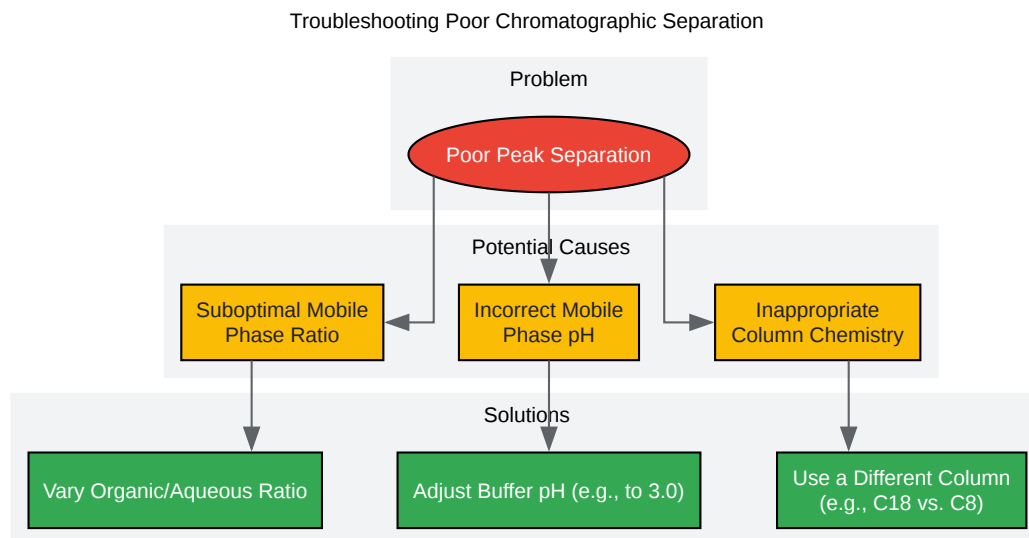 Troubleshooting Poor Chromatographic Separation
Problem
Poor Peak Separation
Potential Causes
Suboptimal Mobile
Phase Ratio
Incorrect Mobile
Phase pH
Inappropriate
Column Chemistry
Solutions
Vary Organic/Aqueous Ratio
Adjust Buffer pH (e.g., to 3.0)
Use a Different Column
(e.g., C18 vs. C8)